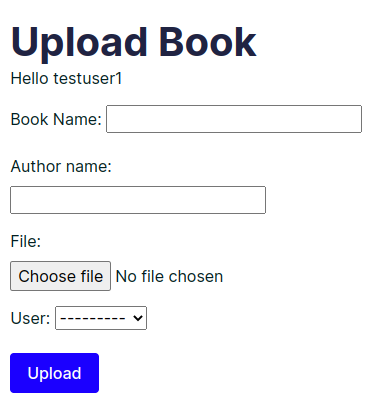 Upload Book
Hello testuser1
Book Name:
Author name:
File:
Choose file No file chosen
User: ---------
Upload